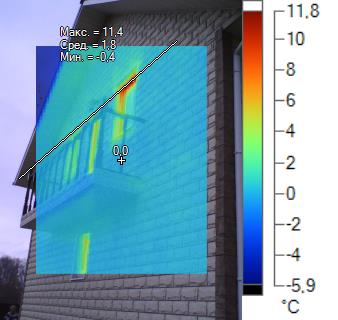 Макс. = 11,4
Сред. = 1,8
Мин. = -0,4
0,0
11,8
10
8
6
4
2
0
-2
-4
-5,9
°C